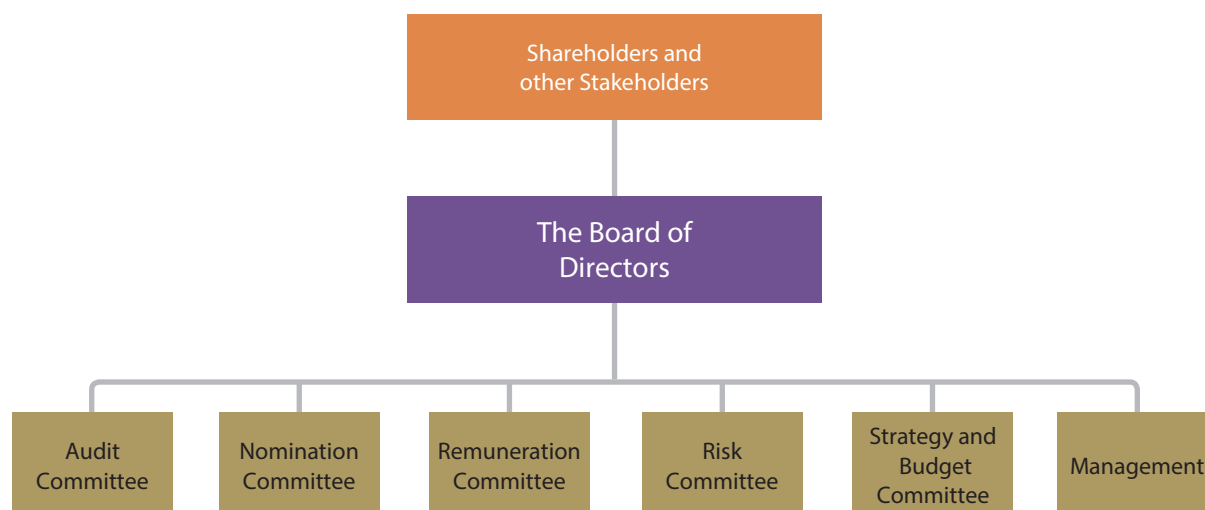 Shareholders and
other Stakeholders
The Board of
Directors
Audit
Committee
Nomination
Committee
Remuneration
Committee
Risk
Committee
Strategy and
Budget
Committee
Management